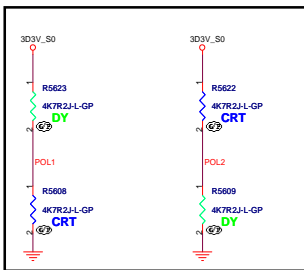 3D3V_S0 3D3V_S0
1 1
R5623 R5622
4K7R2J-L-GP 4K7R2J-L-GP
DY CRT
2 2
POL1 POL2
1 1
R5608 R5609
4K7R2J-L-GP 4K7R2J-L-GP
CRT DY
2 2